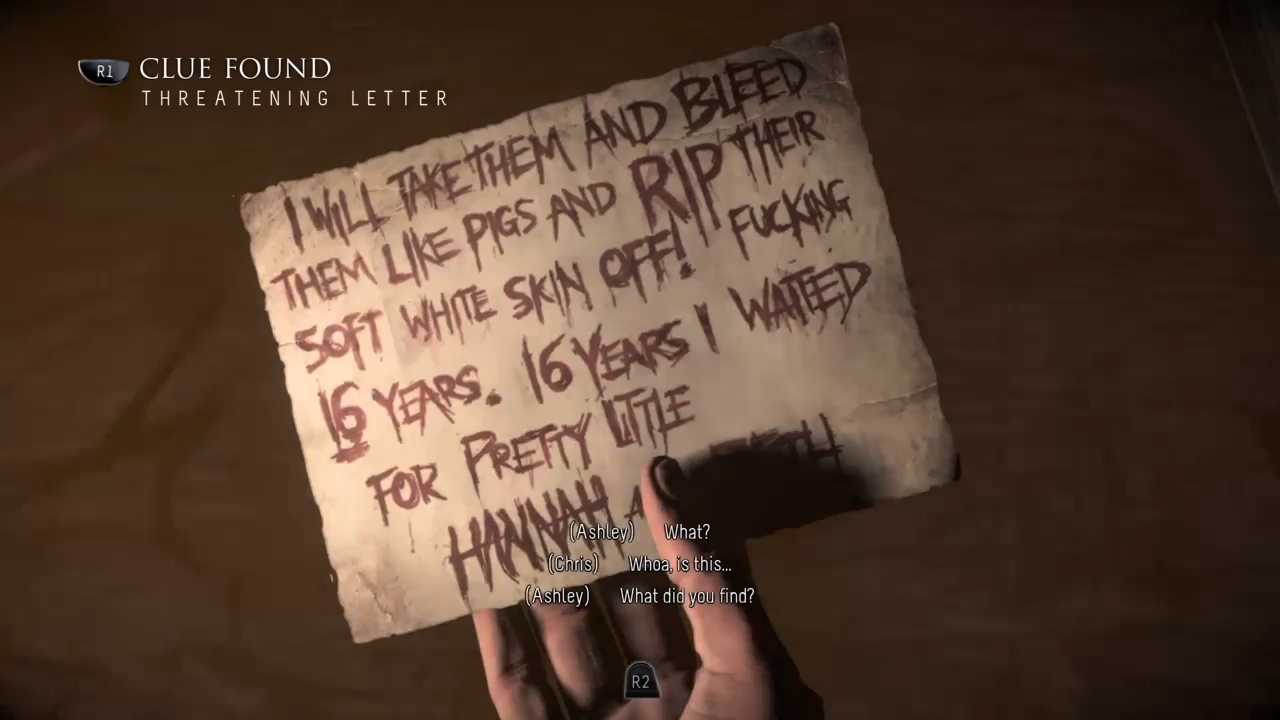 R1 CLUE FOUND
THREATENING LETTER
I WILL TAKE THEM AND BLEED
THEM LIKE PIGS AND RIP THEIR
SOFT WHITE SKIN OFF! FUCKING
16 YEARS. 16 YEARS I WAITED
FOR PRETTY LITTLE
HANNAH
(Ashley) What?
(Chris) Whoa, is this...
(Ashley) What did you find?
R2